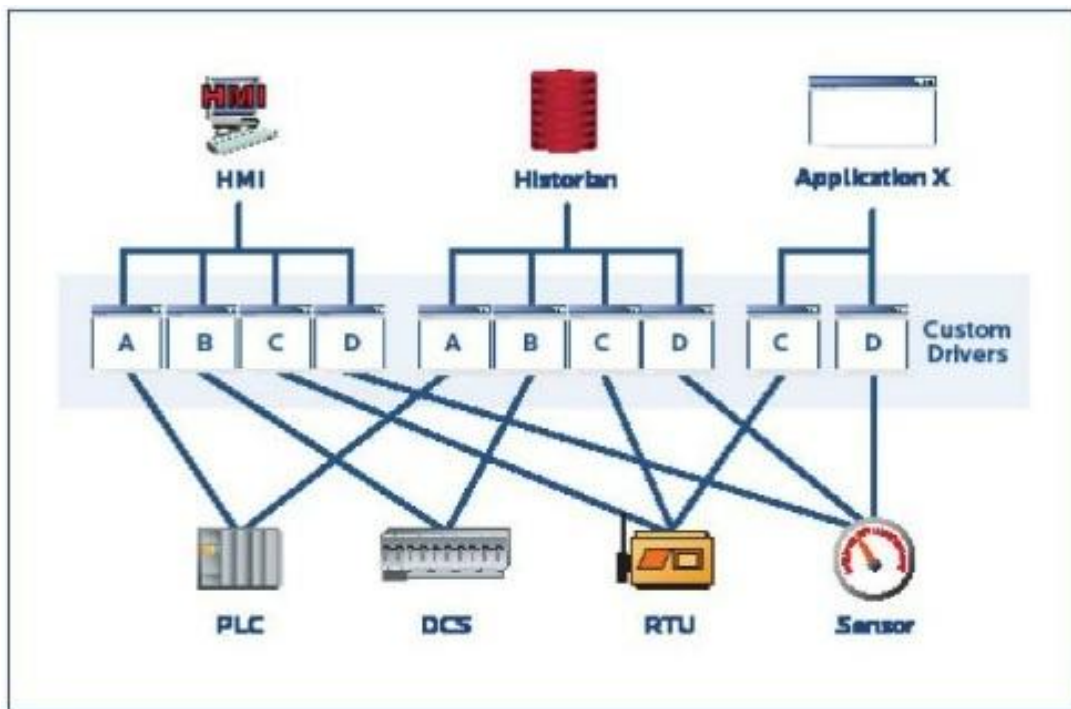 HMI
HMI Historian Application X
A B C D A B C D C D Custom
Drivers
PLC DCS RTU Sensor